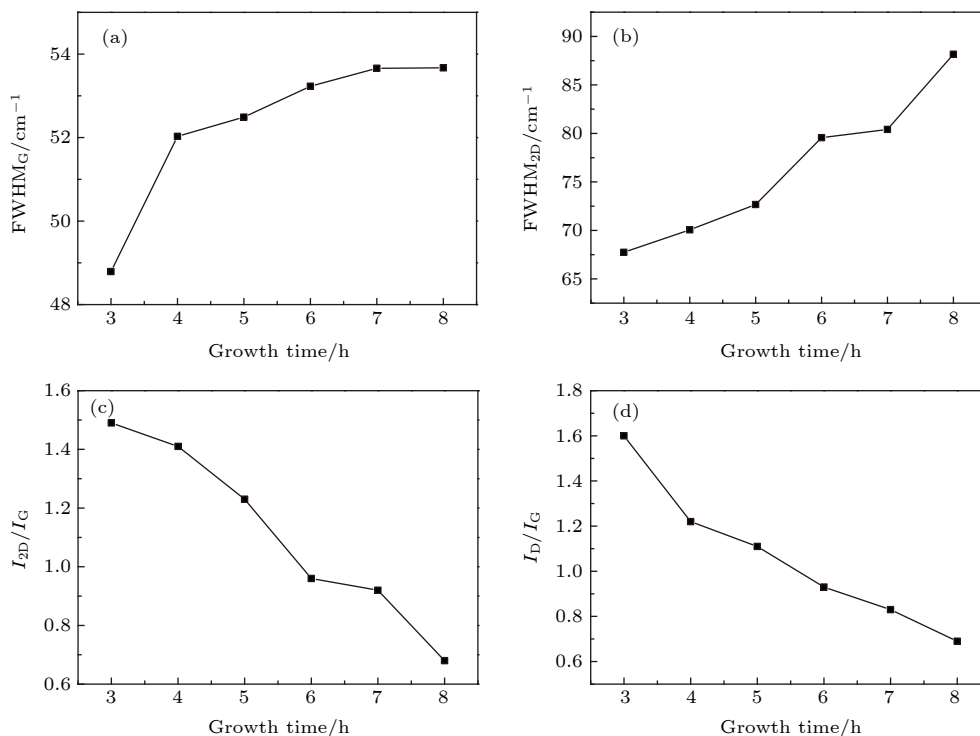 (a)
FWHM_G/cm⁻¹
54
52
50
48
3 4 5 6 7 8
Growth time/h
(b)
FWHM_2D/cm⁻¹
90
85
80
75
70
65
3 4 5 6 7 8
Growth time/h
(c)
I_2D/I_G
1.6
1.4
1.2
1.0
0.8
0.6
3 4 5 6 7 8
Growth time/h
(d)
I_D/I_G
1.8
1.6
1.4
1.2
1.0
0.8
0.6
3 4 5 6 7 8
Growth time/h